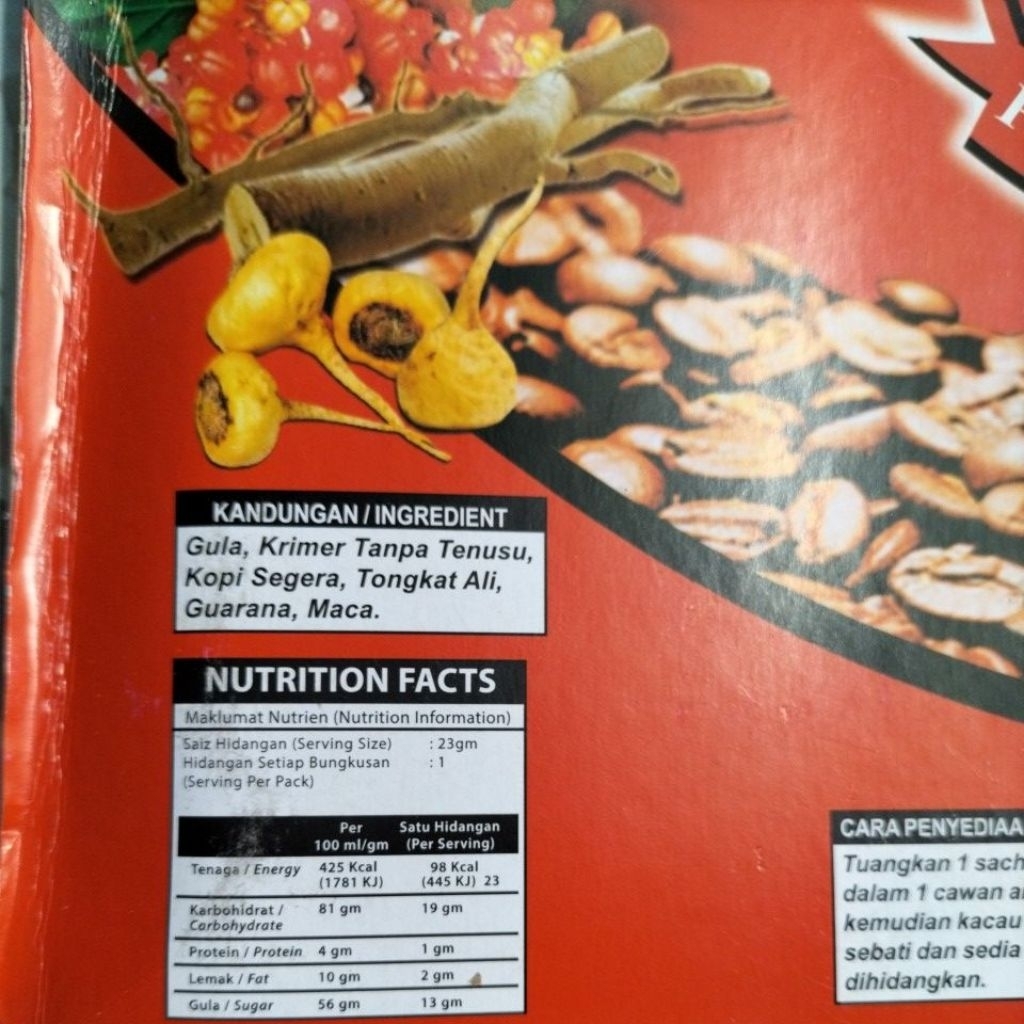 KANDUNGAN / INGREDIENT
Gula, Krimer Tanpa Tenusu,
Kopi Segera, Tongkat Ali,
Guarana, Maca.
NUTRITION FACTS
Maklumat Nutrien (Nutrition Information)
Saiz Hidangan (Serving Size) : 23gm
Hidangan Setiap Bungkusan : 1
(Serving Per Pack)
Per Satu Hidangan
100 ml/gm (Per Serving)
Tenaga / Energy 425 Kcal 98 Kcal
(1781 KJ) (445 KJ) 23
Karbohidrat / 81 gm 19 gm
Carbohydrate
Protein / Protein 4 gm 1 gm
Lemak / Fat 10 gm 2 gm
Gula / Sugar 56 gm 13 gm
CARA PENYEDIAA
Tuangkan 1 sach
dalam 1 cawan
kemudian kacau
sebati dan sedia
dihidangkan.